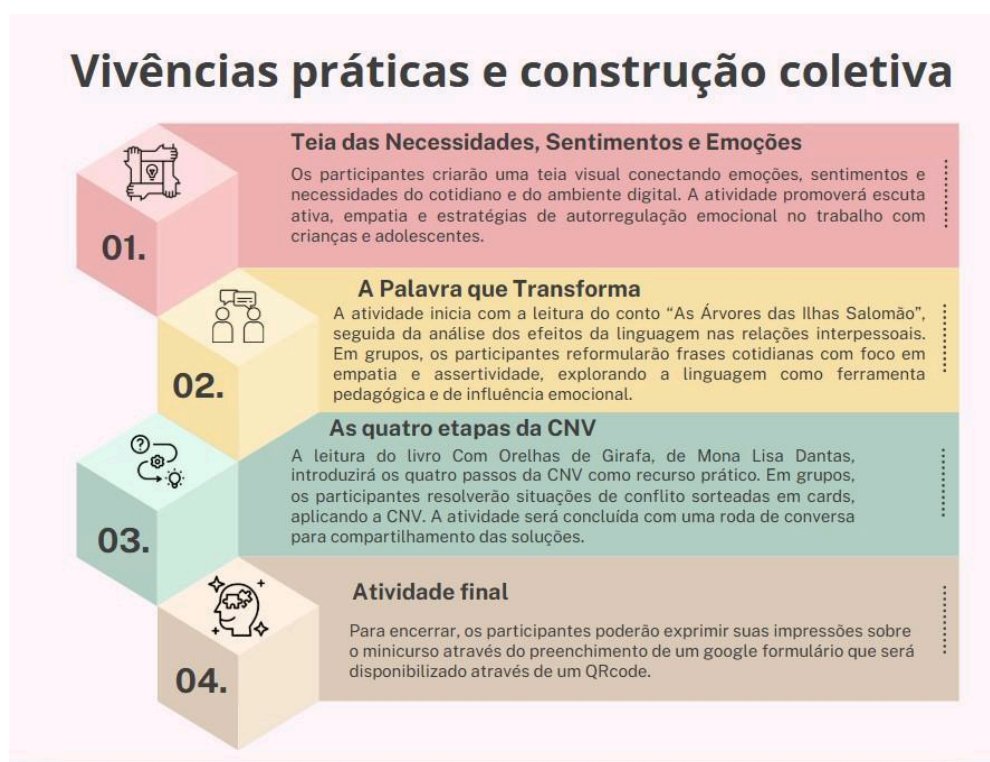 Vivências práticas e construção coletiva
01.
Teia das Necessidades, Sentimentos e Emoções
Os participantes criarão uma teia visual conectando emoções, sentimentos e
necessidades do cotidiano e do ambiente digital. A atividade promoverá escuta
ativa, empatia e estratégias de autorregulação emocional no trabalho com
crianças e adolescentes.
02.
A Palavra que Transforma
A atividade inicia com a leitura do conto “As Árvores das Ilhas Salomão”,
seguida da análise dos efeitos da linguagem nas relações interpessoais.
Em grupos, os participantes reformularão frases cotidianas com foco em
empatia e assertividade, explorando a linguagem como ferramenta
pedagógica e de influência emocional.
03.
As quatro etapas da CNV
A leitura do livro Com Orelhas de Girafa, de Mona Lisa Dantas,
introduzirá os quatro passos da CNV como recurso prático. Em grupos,
os participantes resolverão situações de conflito sorteadas em cards,
aplicando a CNV. A atividade será concluída com uma roda de conversa
para compartilhamento das soluções.
04.
Atividade final
Para encerrar, os participantes poderão exprimir suas impressões sobre
o minicurso através do preenchimento de um google formulário que será
disponibilizado através de um QRcode.